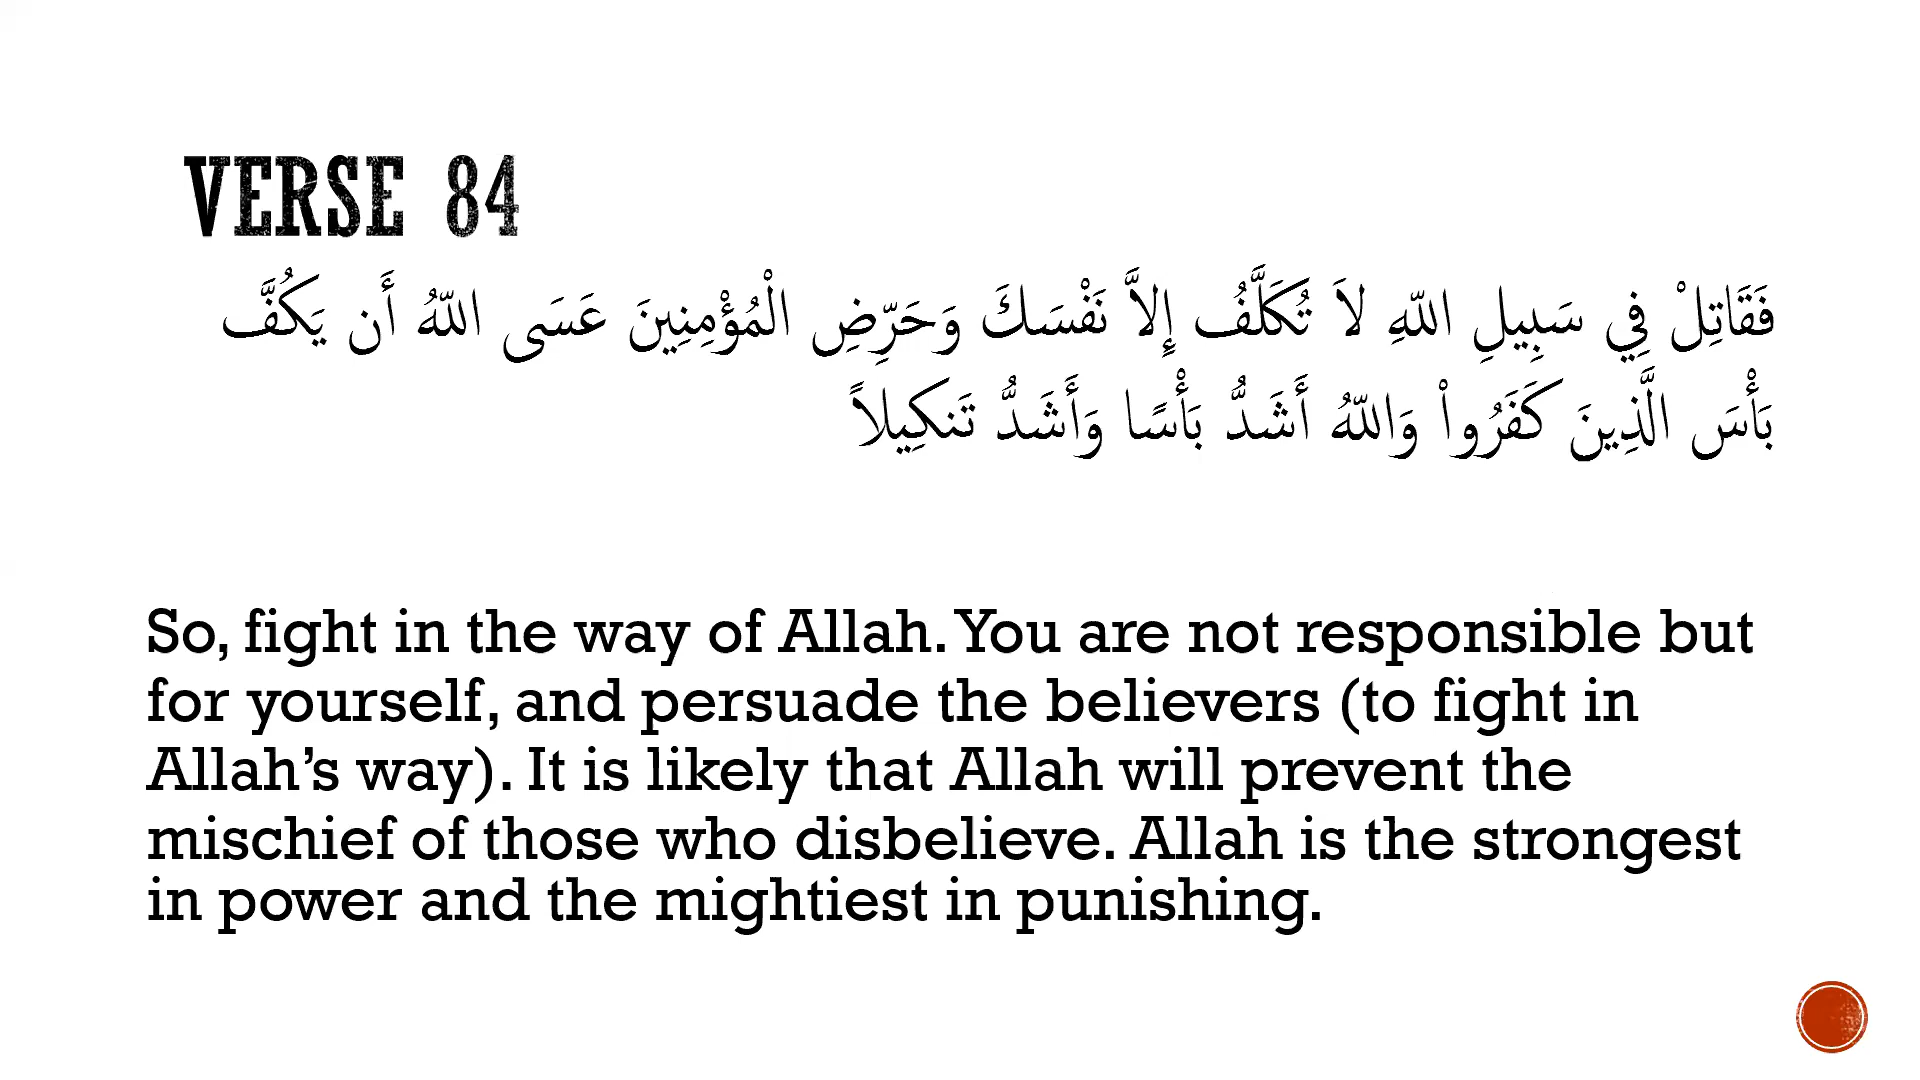 VERSE 84
فَقَاتِلْ فِي سَبِيلِ اللّهِ لاَ تُكَلَّفُ إِلاَّ نَفْسَكَ وَحَرِّضِ الْمُؤْمِنِينَ عَسَى اللّهُ أَن يَكُفَّ
بَأْسَ الَّذِينَ كَفَرُواْ وَاللّهُ أَشَدُّ بَأْسًا وَأَشَدُّ تَنكِيلاً
So, fight in the way of Allah. You are not responsible but
for yourself, and persuade the believers (to fight in
Allah’s way). It is likely that Allah will prevent the
mischief of those who disbelieve. Allah is the strongest
in power and the mightiest in punishing.